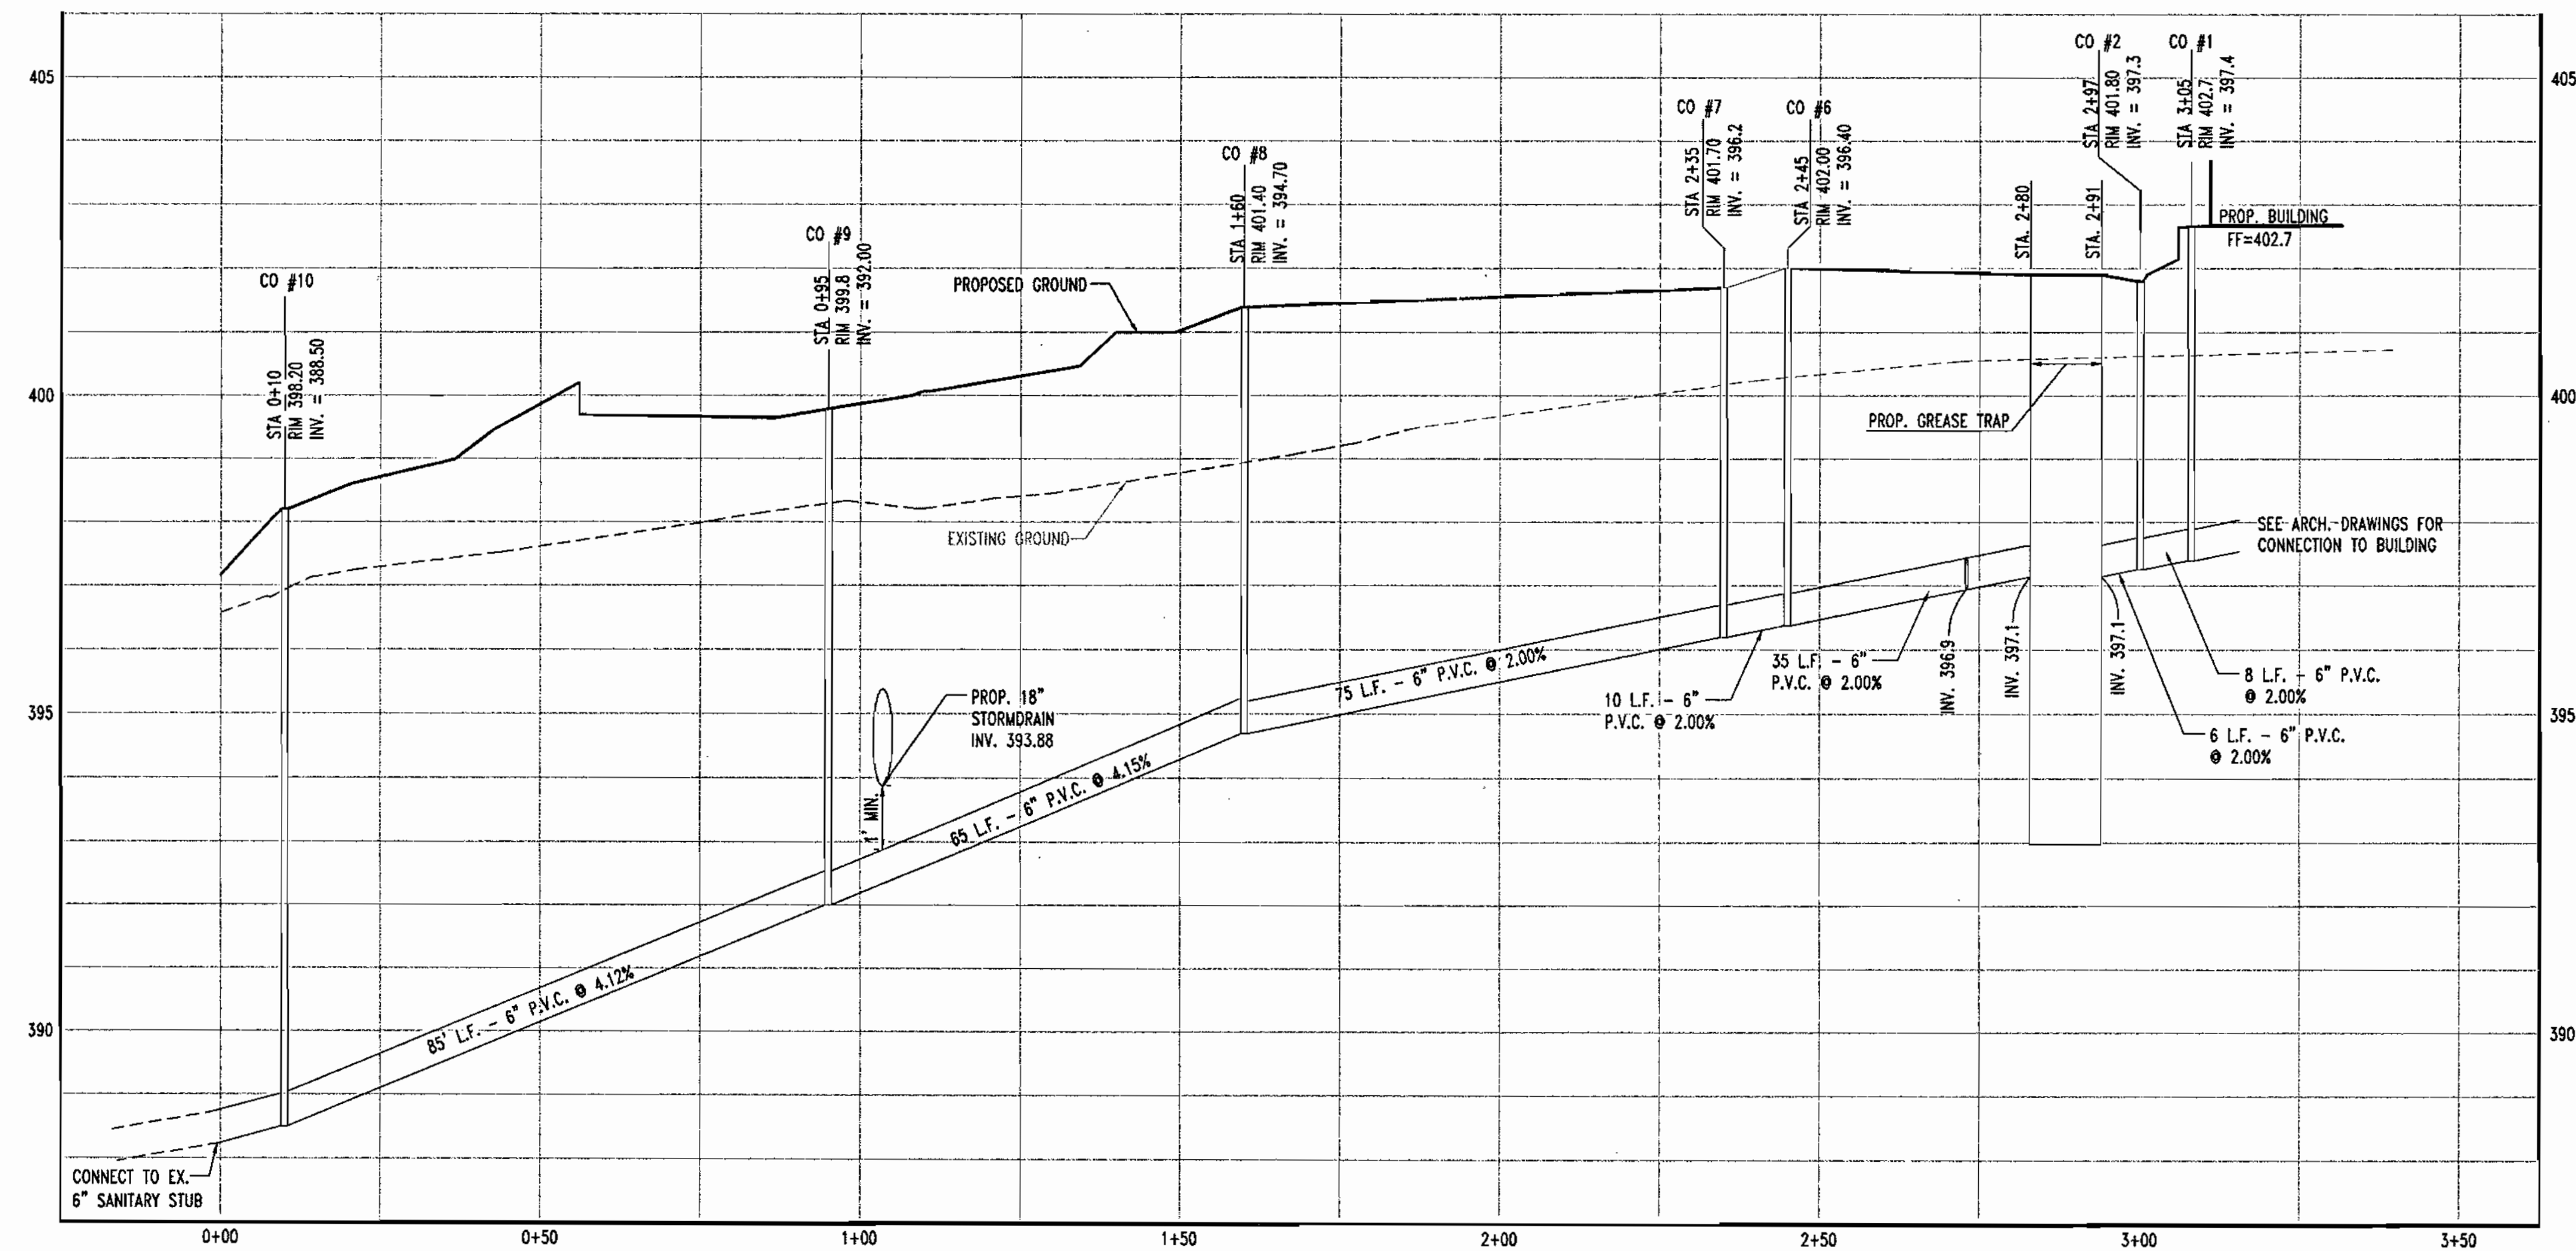 CO #2
CO #1
405
405
STA 2+97
RIM 401.80
INV. = 397.3
STA 3+05
RIM 402.7
INV. = 397.4
CO #7
CO #6
STA 2+35
RIM 401.70
INV. = 396.2
STA 2+45
RIM 402.00
INV. = 396.40
CO #8
STA 1+60
RIM 401.40
INV. = 394.70
STA. 2+80
STA. 2+91
PROP. BUILDING
FF=402.7
CO #9
STA 0+95
RIM 399.8
INV. = 392.00
CO #10
STA 0+10
RIM 398.20
INV. = 388.50
PROPOSED GROUND
400
400
PROP. GREASE TRAP
EXISTING GROUND
SEE ARCH. DRAWINGS FOR
CONNECTION TO BUILDING
INV. 396.9
INV. 397.1
INV. 397.1
75 L.F. - 6" P.V.C. @ 2.00%
35 L.F. - 6"
P.V.C. @ 2.00%
10 L.F. - 6"
P.V.C. @ 2.00%
8 L.F. - 6" P.V.C.
@ 2.00%
6 L.F. - 6" P.V.C.
@ 2.00%
395
395
PROP. 18"
STORMDRAIN
INV. 393.88
1' MIN.
65 L.F. - 6" P.V.C. @ 4.15%
85' L.F. - 6" P.V.C. @ 4.12%
390
390
CONNECT TO EX.
6" SANITARY STUB
0+00
0+50
1+00
1+50
2+00
2+50
3+00
3+50